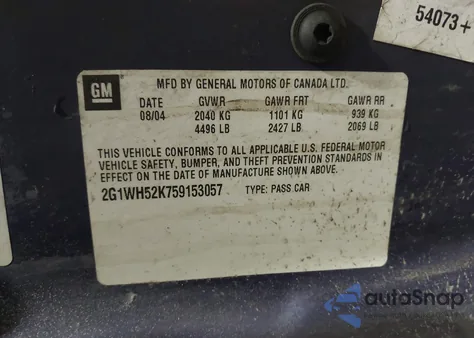 54073+
GM
MFD BY GENERAL MOTORS OF CANADA LTD.
DATE GVWR GAWR FRT GAWR RR
08/04 2040 KG 1101 KG 939 KG
4496 LB 2427 LB 2069 LB
THIS VEHICLE CONFORMS TO ALL APPLICABLE U.S. FEDERAL MOTOR
VEHICLE SAFETY, BUMPER, AND THEFT PREVENTION STANDARDS IN
EFFECT ON THE DATE OF MANUFACTURE SHOWN ABOVE.
2G1WH52K759153057 TYPE: PASS CAR
autoSnap